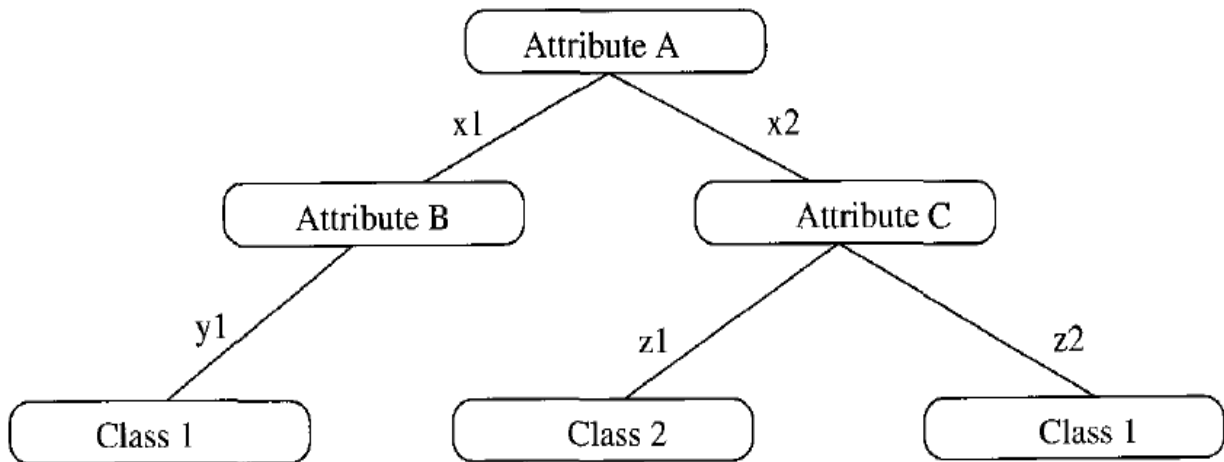 Attribute A
x1
x2
Attribute B
Attribute C
y1
z1
z2
Class 1
Class 2
Class 1